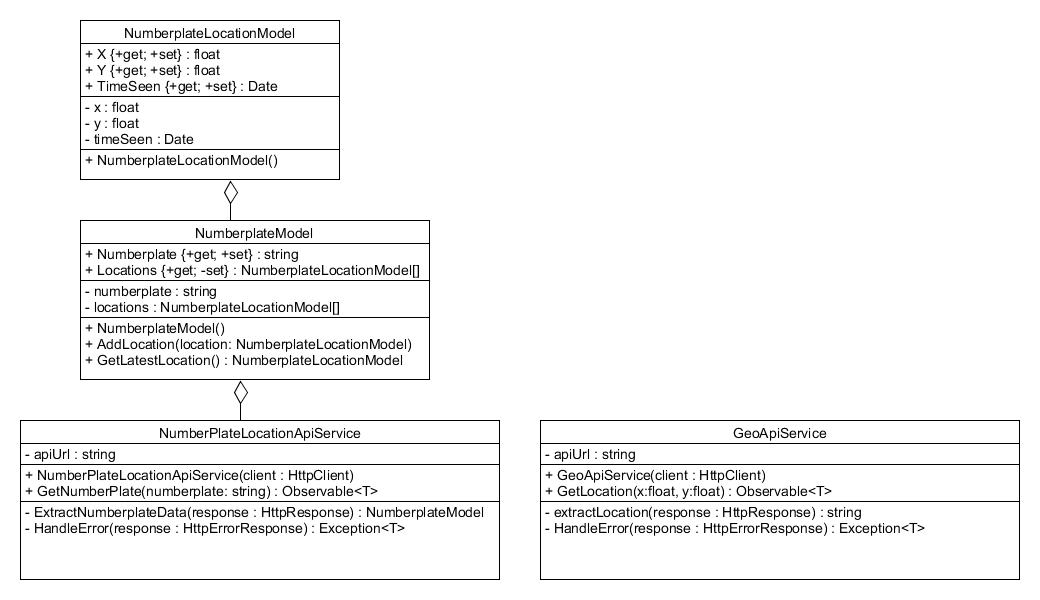 NumberplateLocationModel
+ X {+get; +set} : float
+ Y {+get; +set} : float
+ TimeSeen {+get; +set} : Date
- x : float
- y : float
- timeSeen : Date
+ NumberplateLocationModel()
NumberplateModel
+ Numberplate {+get; +set} : string
+ Locations {+get; -set} : NumberplateLocationModel[]
- numberplate : string
- locations : NumberplateLocationModel[]
+ NumberplateModel()
+ AddLocation(location: NumberplateLocationModel)
+ GetLatestLocation() : NumberplateLocationModel
NumberPlateLocationApiService
- apiUrl : string
+ NumberPlateLocationApiService(client : HttpClient)
+ GetNumberPlate(numberplate: string) : Observable<T>
- ExtractNumberplateData(response : HttpResponse) : NumberplateModel
- HandleError(response : HttpErrorResponse) : Exception<T>
GeoApiService
- apiUrl : string
+ GeoApiService(client : HttpClient)
+ GetLocation(x:float, y:float) : Observable<T>
- extractLocation(response : HttpResponse) : string
- HandleError(response : HttpErrorResponse) : Exception<T>